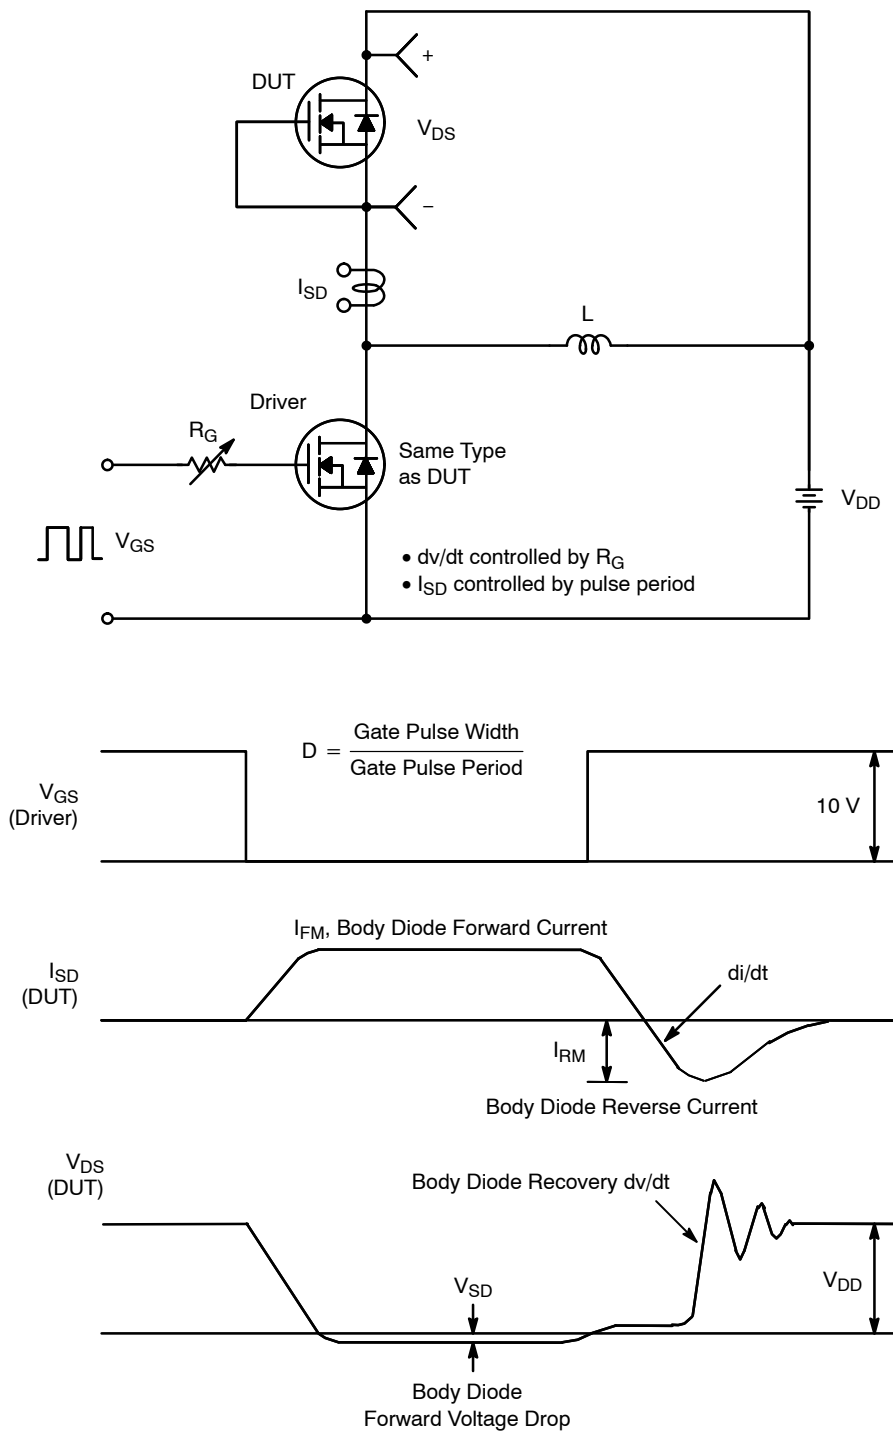 +
DUT
V_DS
−
I_SD
L
Driver
R_G
Same Type
as DUT
V_DD
V_GS
• dv/dt controlled by R_G
• I_SD controlled by pulse period
D = Gate Pulse Width
Gate Pulse Period
V_GS
(Driver)
10 V
I_FM, Body Diode Forward Current
I_SD
(DUT)
di/dt
I_RM
Body Diode Reverse Current
V_DS
(DUT)
Body Diode Recovery dv/dt
V_SD
V_DD
Body Diode
Forward Voltage Drop